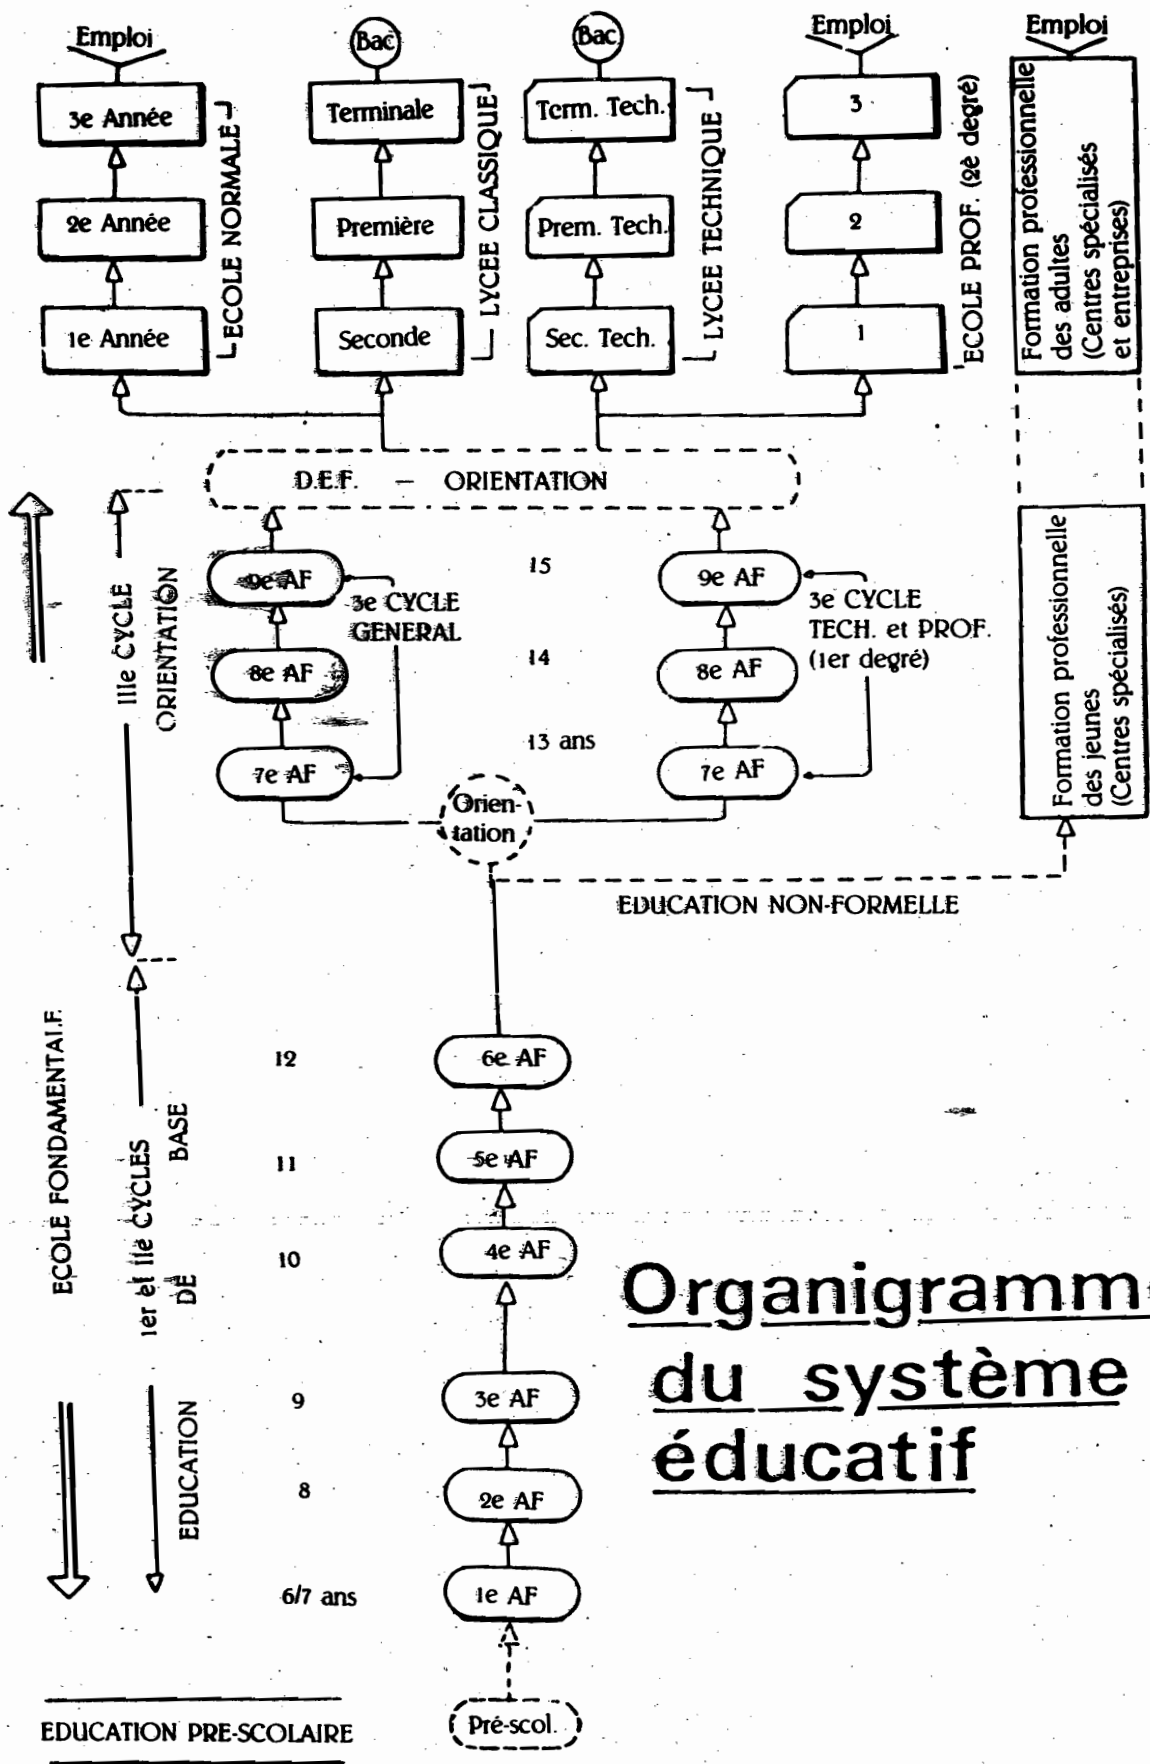 Emploi
Bac
Bac
Emploi
Emploi
3e Année
2e Année
1e Année
ECOLE NORMALE
Terminale
Première
Seconde
LYCEE CLASSIQUE
Term. Tech.
Prem. Tech.
Sec. Tech.
LYCEE TECHNIQUE
3
2
1
ECOLE PROF. (2è degré)
Formation professionnelle
des adultes
(Centres spécialisés
et entreprises)
D.E.F. — ORIENTATION
IIIe CYCLE
ORIENTATION
9e AF
8e AF
7e AF
3e CYCLE
GENERAL
15
14
13 ans
9e AF
8e AF
7e AF
3e CYCLE
TECH. et PROF.
(1er degré)
Formation professionnelle
des jeunes
(Centres spécialisés)
Orien-
tation
EDUCATION NON-FORMELLE
ECOLE FONDAMENTALE
1er et IIe CYCLES
EDUCATION DE BASE
12
6e AF
11
5e AF
10
4e AF
9
3e AF
8
2e AF
6/7 ans
1e AF
Organigramme
du système
éducatif
EDUCATION PRE-SCOLAIRE
Pré-scol.